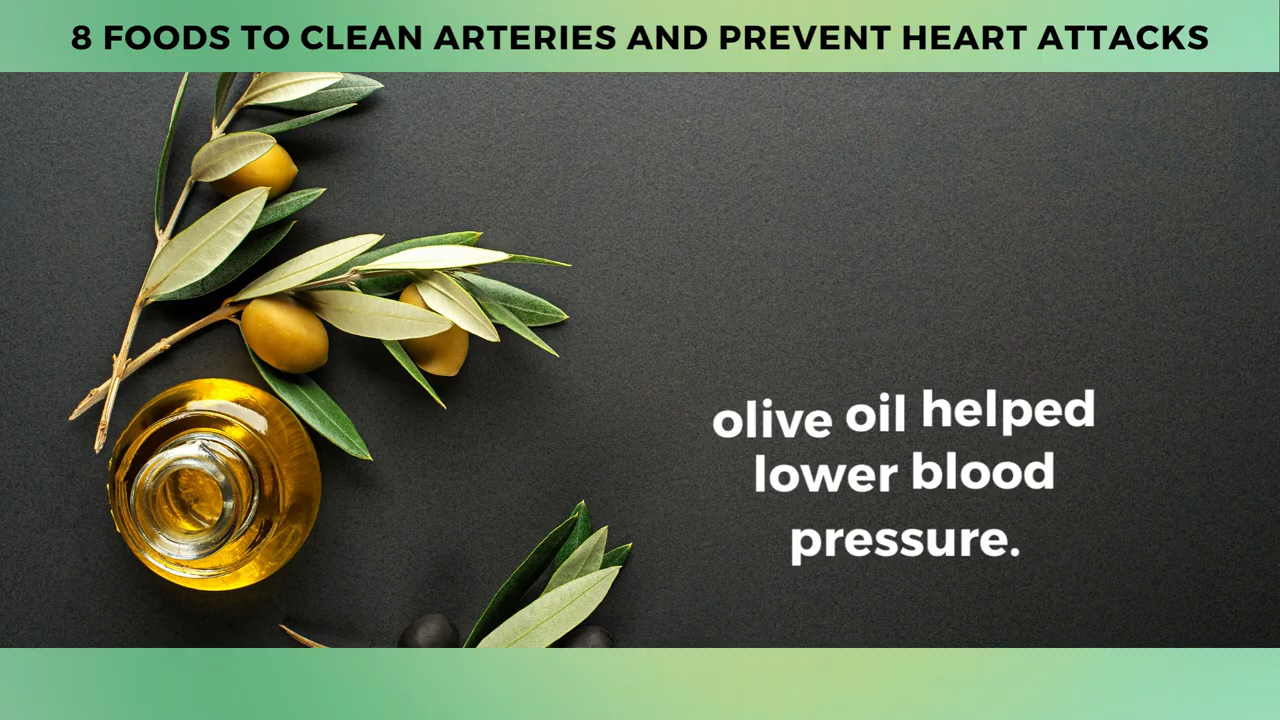 8 FOODS TO CLEAN ARTERIES AND PREVENT HEART ATTACKS
olive oil helped
lower blood
pressure.